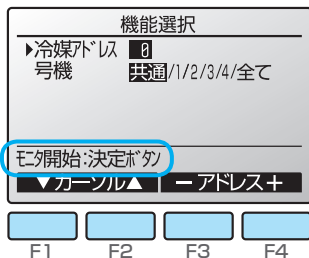 機能選択
▶冷媒ｱﾄﾞﾚｽ 0
号機 共通/1/2/3/4/全て
ﾓﾆﾀ開始:決定ﾎﾞﾀﾝ
▼カーソル▲ ーアドレス＋
F1 F2 F3 F4